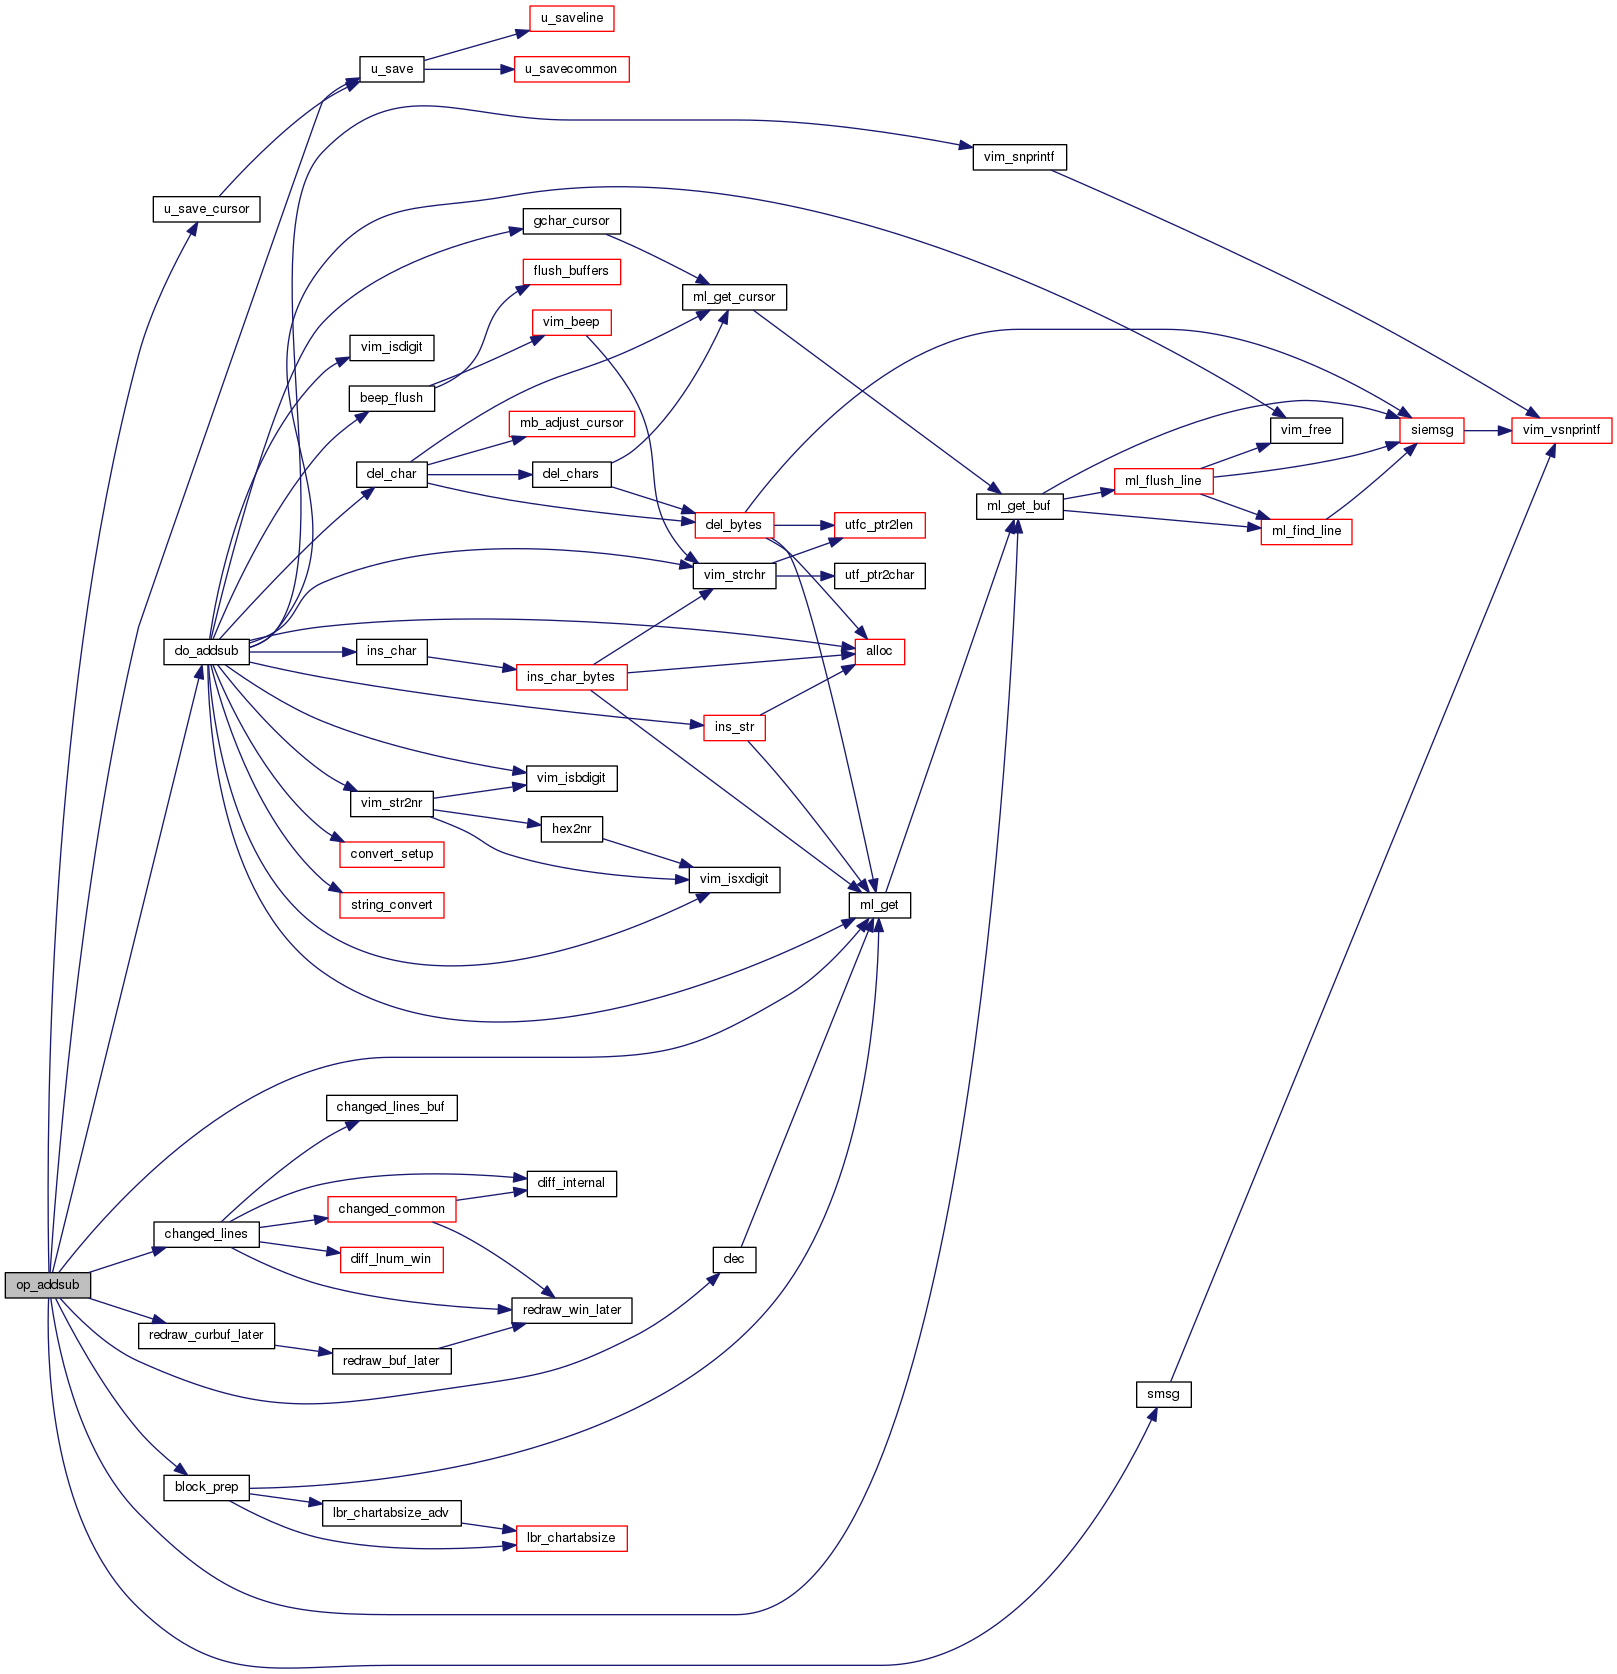 u_saveline
u_save
u_savecommon
vim_snprintf
u_save_cursor
gchar_cursor
flush_buffers
ml_get_cursor
vim_beep
vim_isdigit
beep_flush
mb_adjust_cursor
vim_free
siemsg
vim_vsnprintf
del_char
del_chars
ml_flush_line
ml_get_buf
del_bytes
utfc_ptr2len
ml_find_line
vim_strchr
utf_ptr2char
do_addsub
ins_char
alloc
ins_char_bytes
ins_str
vim_isbdigit
vim_str2nr
hex2nr
convert_setup
vim_isxdigit
string_convert
ml_get
changed_lines_buf
diff_internal
changed_common
changed_lines
diff_lnum_win
dec
op_addsub
redraw_win_later
redraw_curbuf_later
redraw_buf_later
smsg
block_prep
lbr_chartabsize_adv
lbr_chartabsize